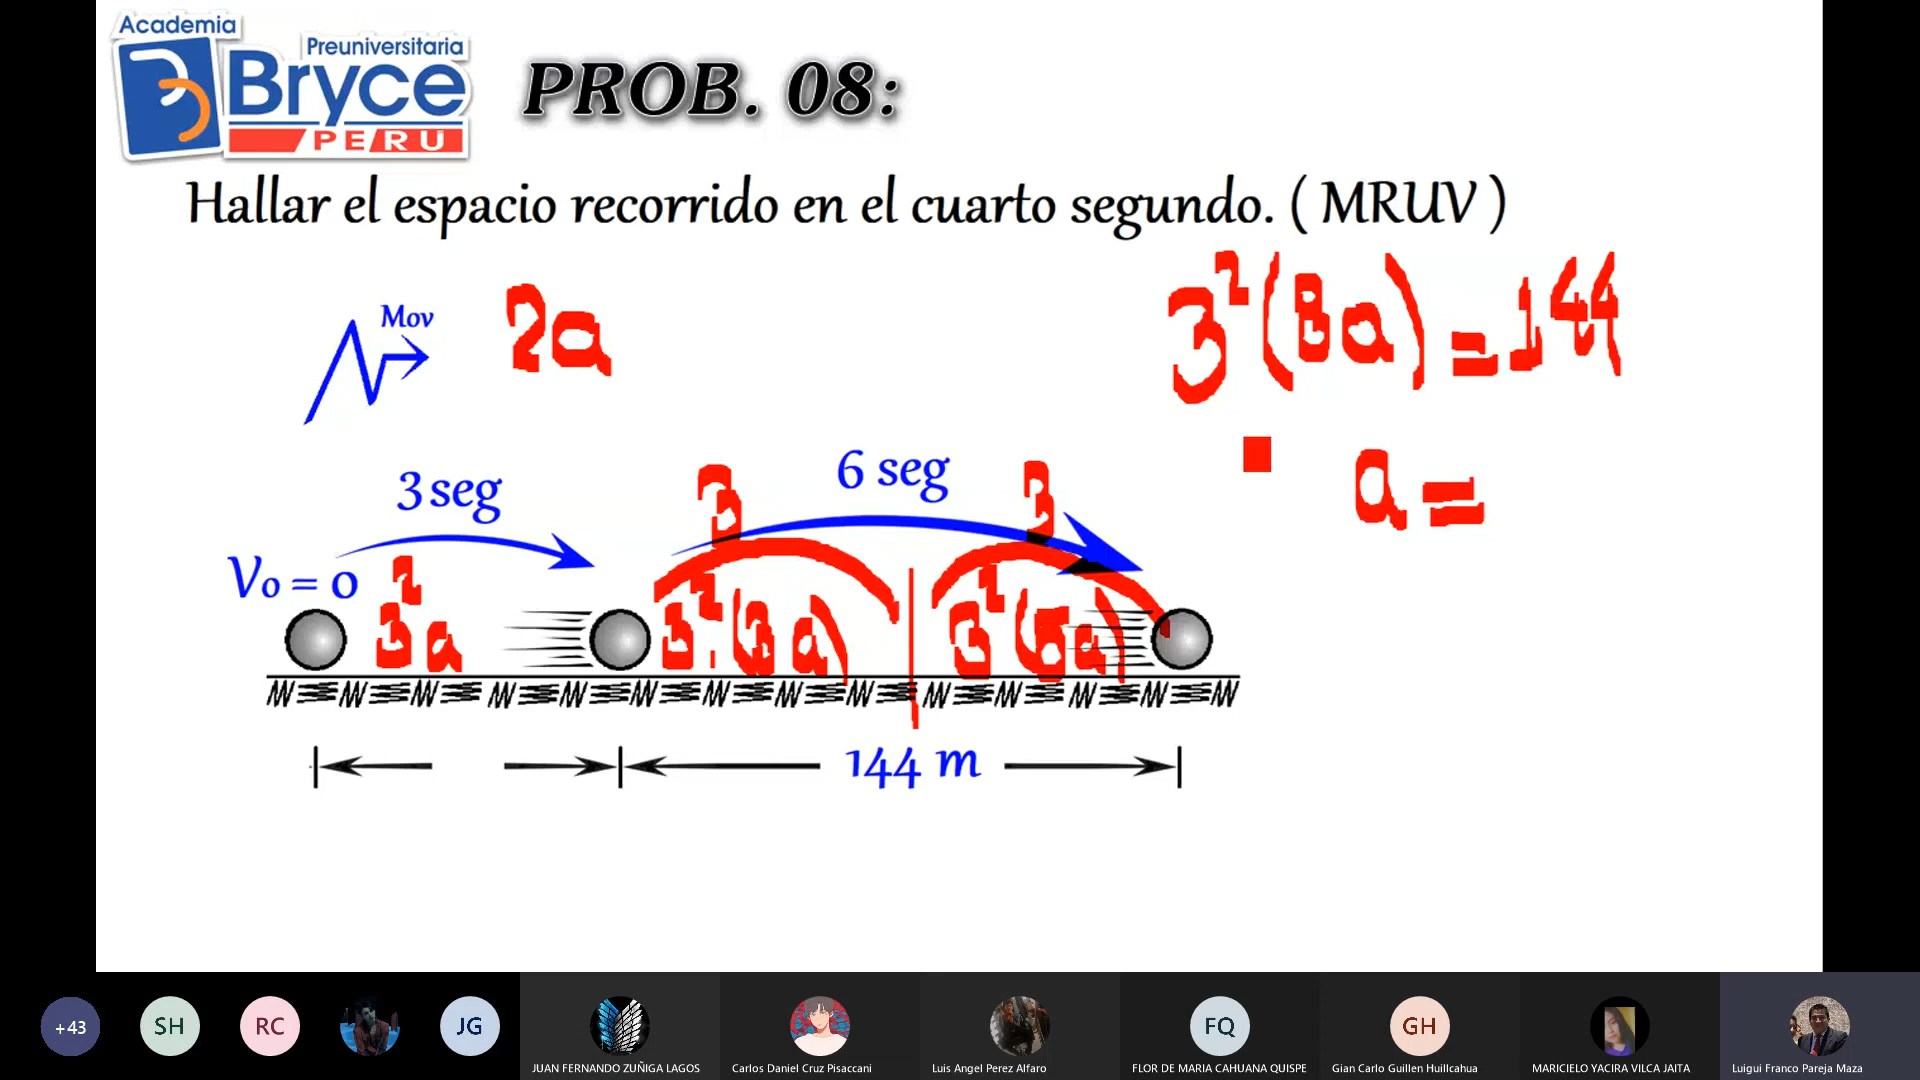 Academia
Preuniversitaria
Bryce
PERÚ
PROB. 08:
Hallar el espacio recorrido en el cuarto segundo. ( MRUV )
Mov
2a
3²(8a)=144
a=
3 seg
6 seg
3
3
Vo = 0
3²a
3².(3a)
3²(5a)
144 m
+43
SH
RC
JG
FQ
GH
JUAN FERNANDO ZUÑIGA LAGOS
Carlos Daniel Cruz Pisaccani
Luis Angel Perez Alfaro
FLOR DE MARIA CAHUANA QUISPE
Gian Carlo Guillen Huillcahua
MARICIELO YACIRA VILCA JAITA
Luigui Franco Pareja Maza